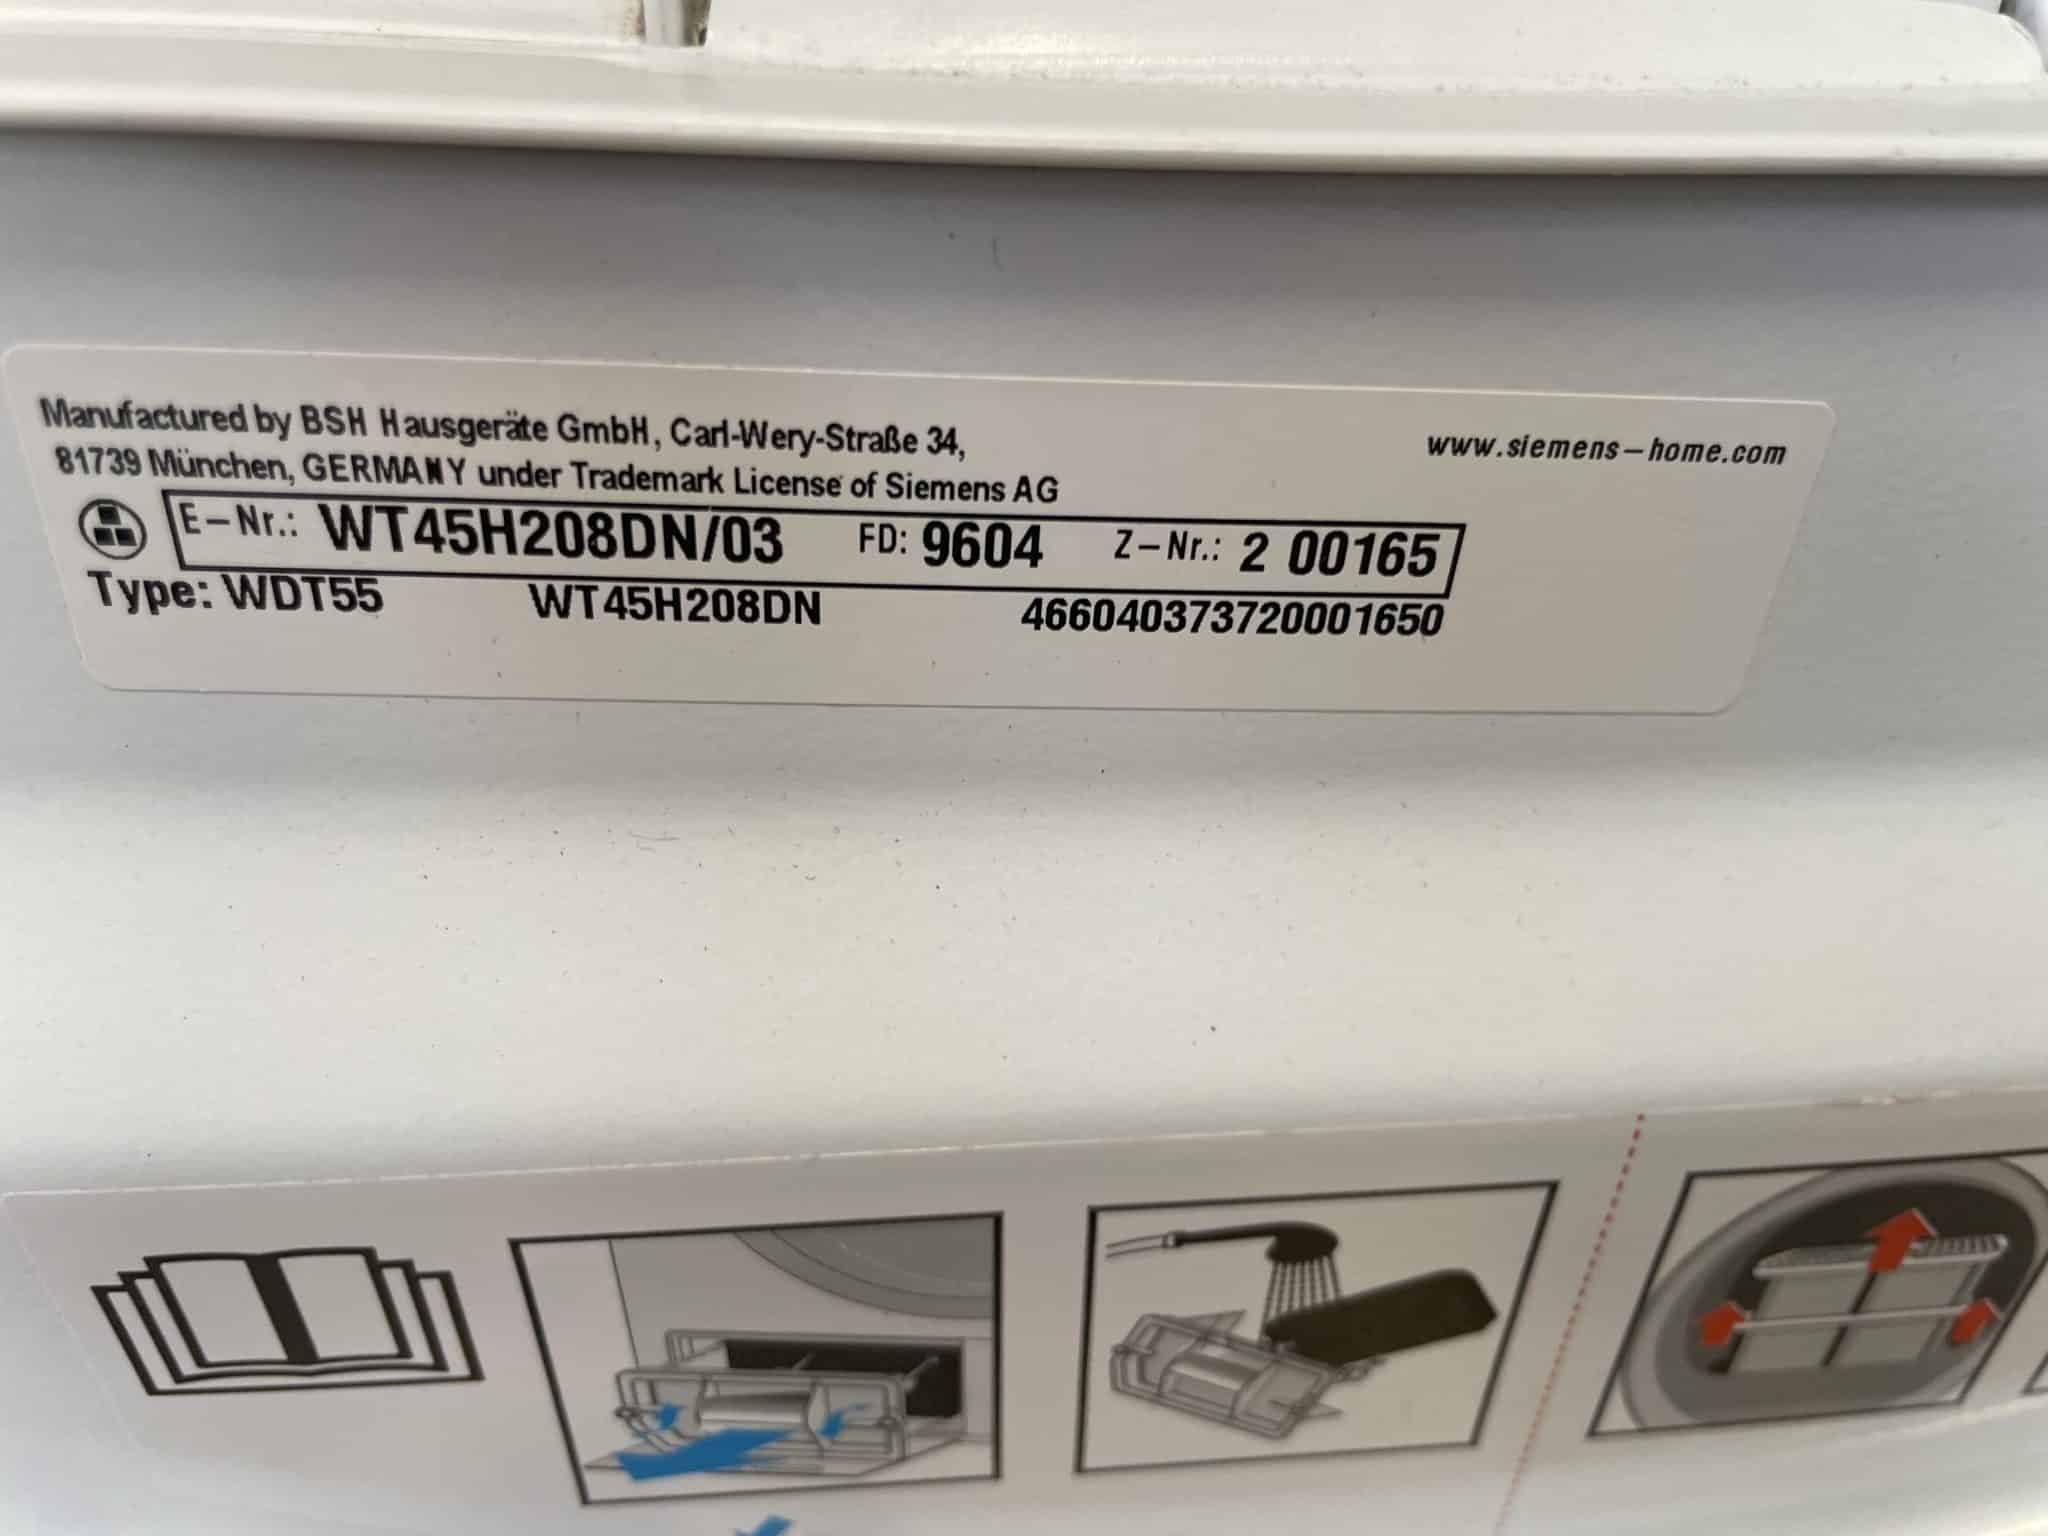 Manufactured by BSH Hausgeräte GmbH, Carl-Wery-Straße 34,
81739 München, GERMANY under Trademark License of Siemens AG
www.siemens-home.com
E-Nr.: WT45H208DN/03 FD: 9604 Z-Nr.: 2 00165
Type: WDT55 WT45H208DN 466040373720001650